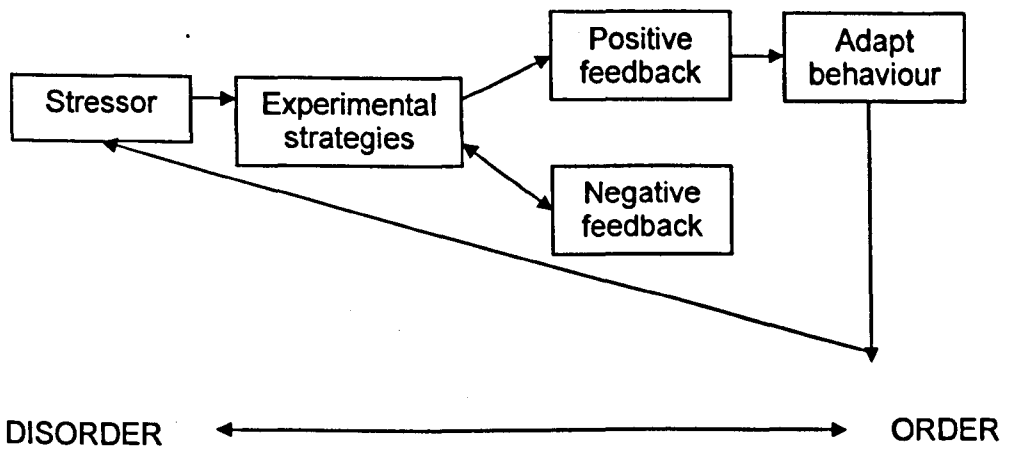 Stressor
Experimental
strategies
Positive
feedback
Adapt
behaviour
Negative
feedback
DISORDER
ORDER